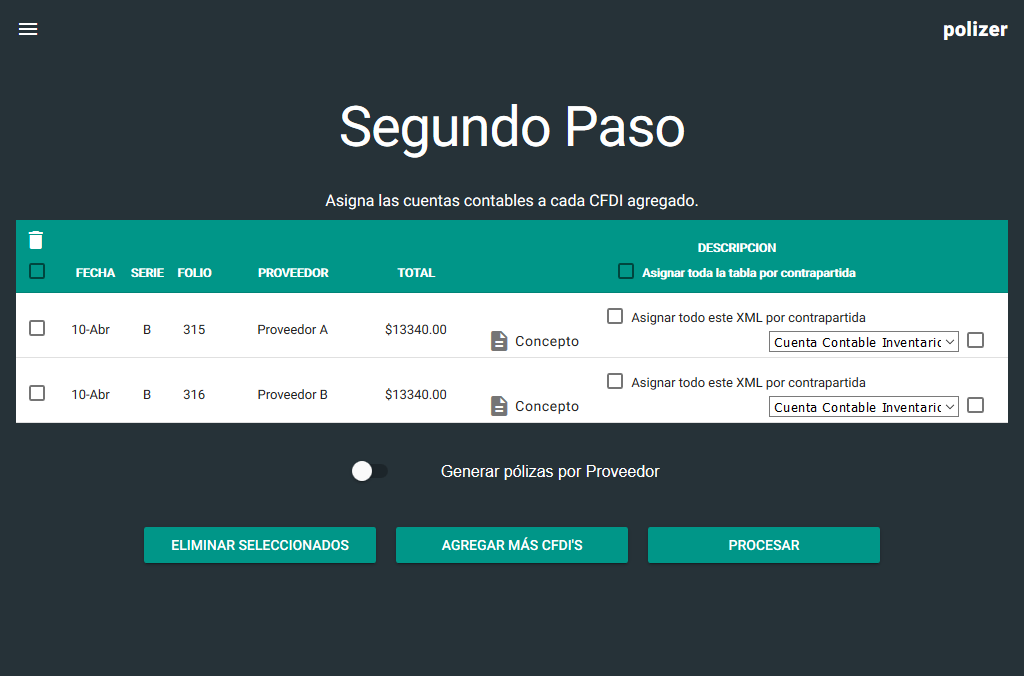 polizer
Segundo Paso
Asigna las cuentas contables a cada CFDI agregado.
DESCRIPCION
FECHA SERIE FOLIO PROVEEDOR TOTAL Asignar toda la tabla por contrapartida
Asignar todo este XML por contrapartida
10-Abr B 315 Proveedor A $13340.00
Concepto Cuenta Contable Inventario
Asignar todo este XML por contrapartida
10-Abr B 316 Proveedor B $13340.00
Concepto Cuenta Contable Inventario
Generar pólizas por Proveedor
ELIMINAR SELECCIONADOS AGREGAR MÁS CFDI'S PROCESAR